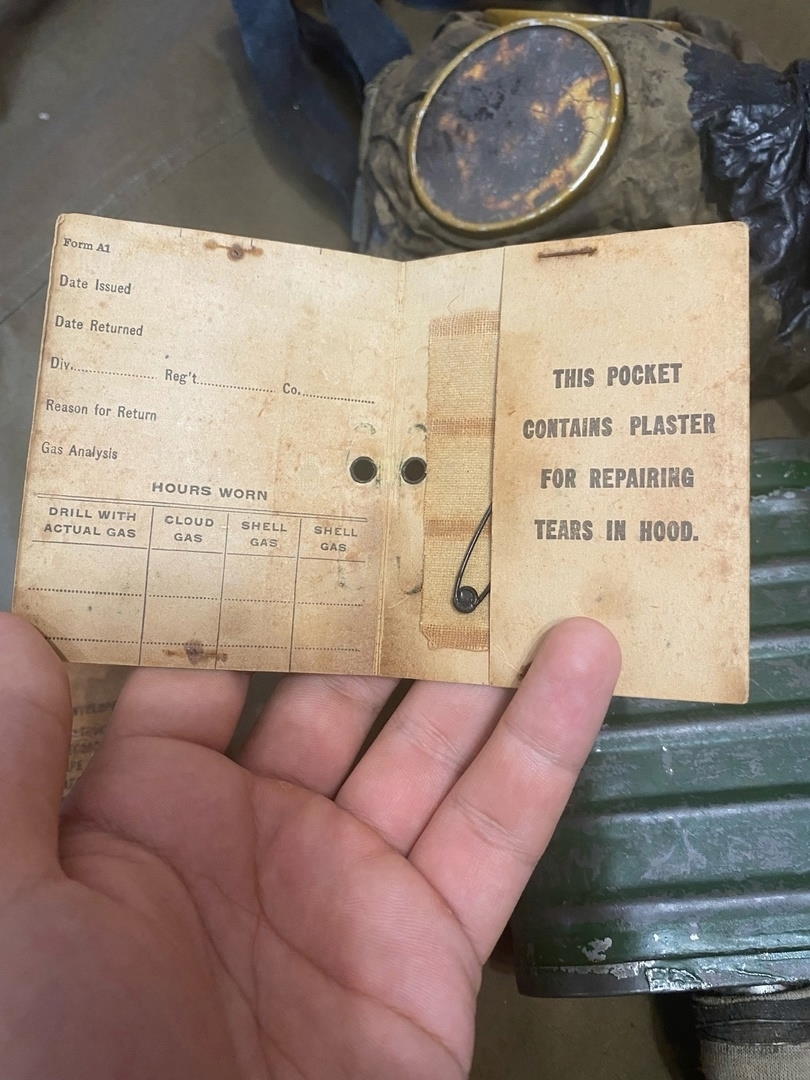 Form A1
Date Issued
Date Returned
Div............... Reg't............... Co...............
Reason for Return
Gas Analysis
HOURS WORN
DRILL WITH ACTUAL GAS
CLOUD GAS
SHELL GAS
SHELL GAS
THIS POCKET
CONTAINS PLASTER
FOR REPAIRING
TEARS IN HOOD.